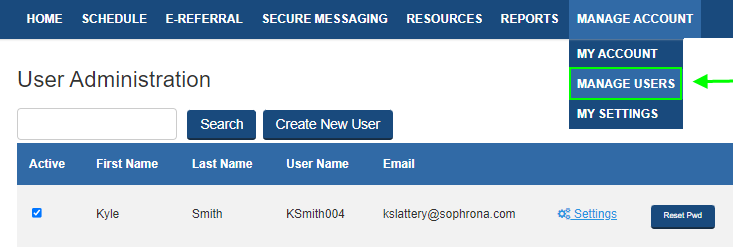 HOME SCHEDULE E-REFERRAL SECURE MESSAGING RESOURCES REPORTS MANAGE ACCOUNT
MY ACCOUNT
MANAGE USERS
MY SETTINGS
User Administration
Search Create New User
Active First Name Last Name User Name Email
Kyle Smith KSmith004 kslattery@sophrona.com Settings Reset Pwd